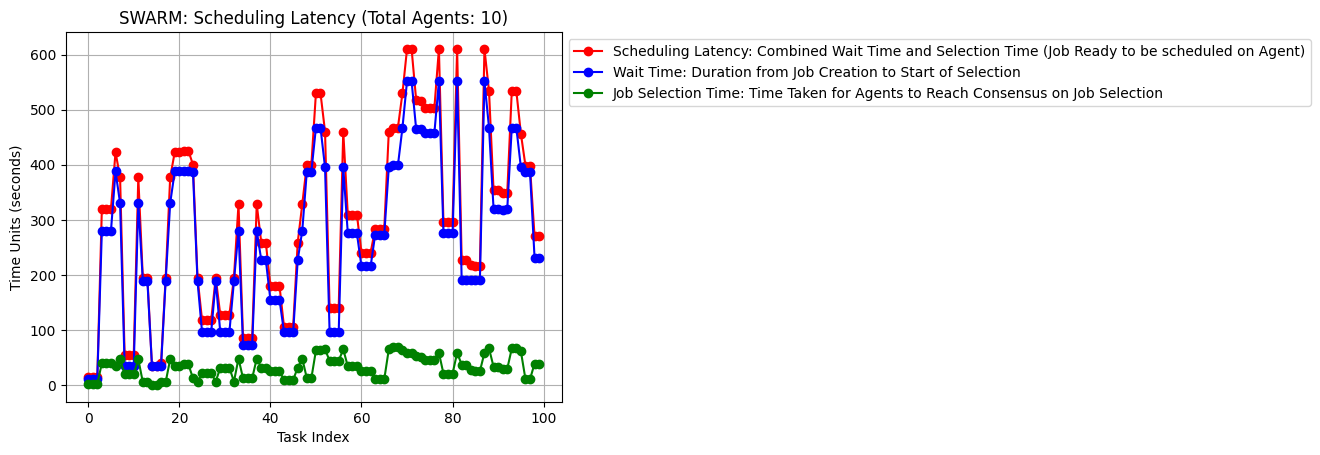 SWARM: Scheduling Latency (Total Agents: 10)
Scheduling Latency: Combined Wait Time and Selection Time (Job Ready to be scheduled on Agent)
Wait Time: Duration from Job Creation to Start of Selection
Job Selection Time: Time Taken for Agents to Reach Consensus on Job Selection
Time Units (seconds)
600
500
400
300
200
100
0
0 20 40 60 80 100
Task Index